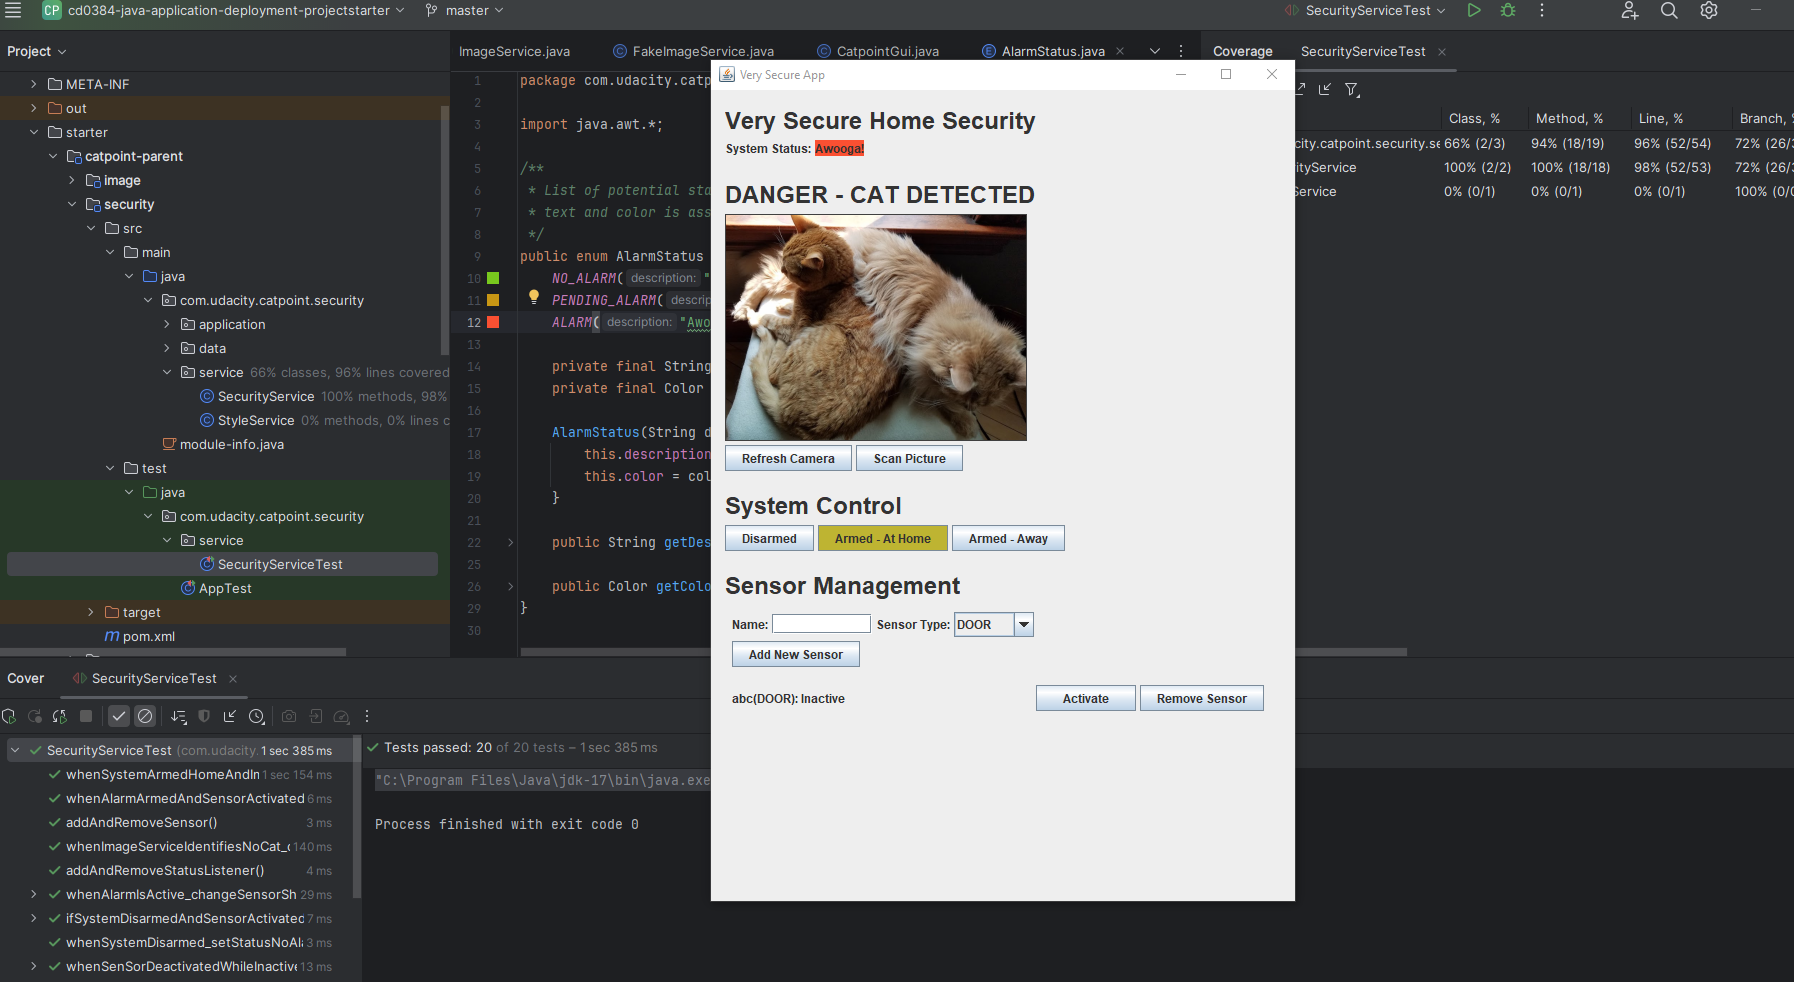 CP cd0384-java-application-deployment-projectstarter master SecurityServiceTest
Project
META-INF
out
starter
catpoint-parent
image
security
src
main
java
com.udacity.catpoint.security
application
data
service 66% classes, 96% lines covered
SecurityService 100% methods, 98%
StyleService 0% methods, 0% lines c
module-info.java
test
java
com.udacity.catpoint.security
service
SecurityServiceTest
AppTest
target
pom.xml
ImageService.java FakeImageService.java CatpointGui.java AlarmStatus.java
1 package com.udacity.catp
2
3 import java.awt.*;
4
5 /**
6 * List of potential sta
7 * text and color is ass
8 */
9 public enum AlarmStatus
10 NO_ALARM( description: "
11 PENDING_ALARM( descrip
12 ALARM( description: "Awo
13
14 private final String
15 private final Color
16
17 AlarmStatus(String d
18 this.description
19 this.color = col
20 }
21
22 public String getDes
25
26 public Color getColo
29 }
30
Very Secure App
Very Secure Home Security
System Status: Awooga!
DANGER - CAT DETECTED
Refresh Camera Scan Picture
System Control
Disarmed Armed - At Home Armed - Away
Sensor Management
Name: Sensor Type: DOOR
Add New Sensor
abc(DOOR): Inactive Activate Remove Sensor
Coverage SecurityServiceTest
Class, % Method, % Line, % Branch, %
city.catpoint.security.se 66% (2/3) 94% (18/19) 96% (52/54) 72% (26/3
ityService 100% (2/2) 100% (18/18) 98% (52/53) 72% (26/3
Service 0% (0/1) 0% (0/1) 0% (0/1) 100% (0/0
Cover SecurityServiceTest
SecurityServiceTest (com.udacity. 1 sec 385 ms
whenSystemArmedHomeAndIm 1 sec 154 ms
whenAlarmArmedAndSensorActivated 6 ms
addAndRemoveSensor() 3 ms
whenImageServiceIdentifiesNoCat_c 140 ms
addAndRemoveStatusListener() 4 ms
whenAlarmIsActive_changeSensorSh 29 ms
ifSystemDisarmedAndSensorActivated 7 ms
whenSystemDisarmed_setStatusNoAl 3 ms
whenSenSorDeactivatedWhileInactive 13 ms
Tests passed: 20 of 20 tests – 1 sec 385 ms
"C:\Program Files\Java\jdk-17\bin\java.exe
Process finished with exit code 0